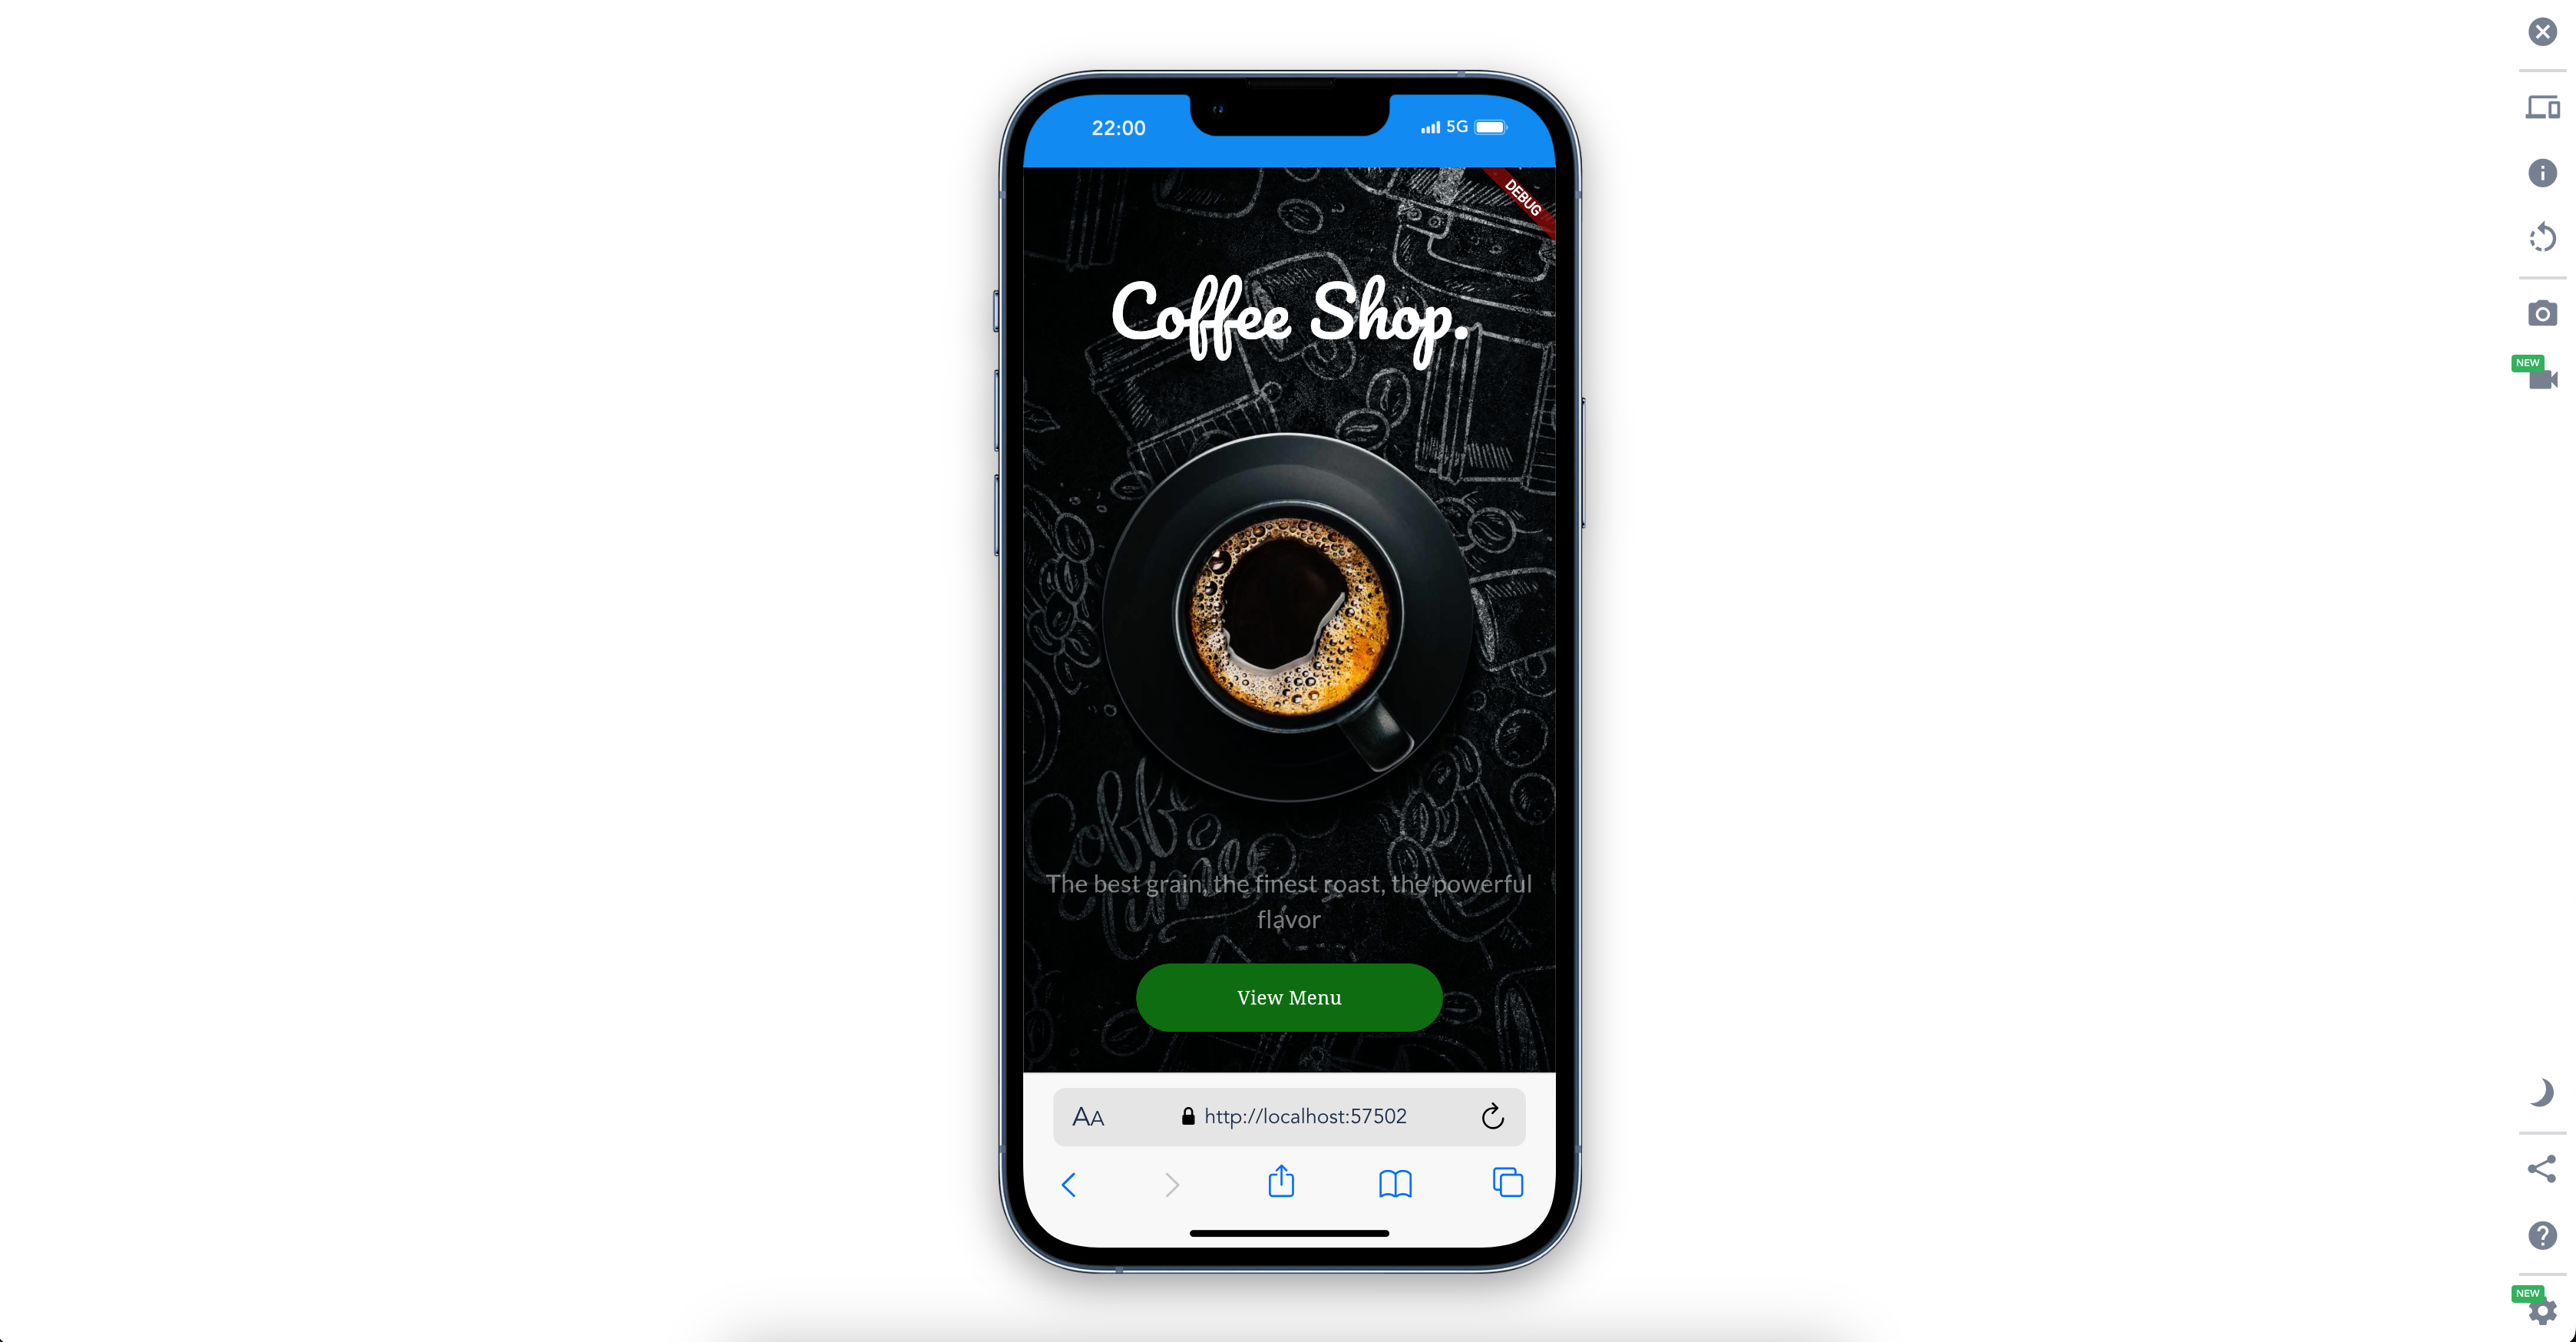 22:00
5G
DEBUG
Coffee Shop.
The best grain, the finest roast, the powerful
flavor
View Menu
AA
http://localhost:57502
NEW
NEW